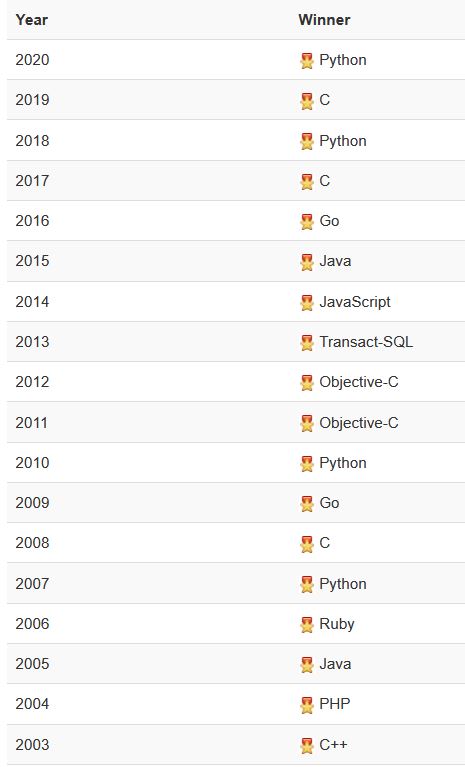 Year Winner
2020 Python
2019 C
2018 Python
2017 C
2016 Go
2015 Java
2014 JavaScript
2013 Transact-SQL
2012 Objective-C
2011 Objective-C
2010 Python
2009 Go
2008 C
2007 Python
2006 Ruby
2005 Java
2004 PHP
2003 C++